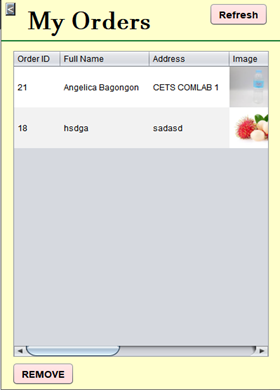 <
My Orders
Refresh
Order ID Full Name Address Image
21 Angelica Bagongon CETS COMLAB 1
18 hsdga sadasd
REMOVE